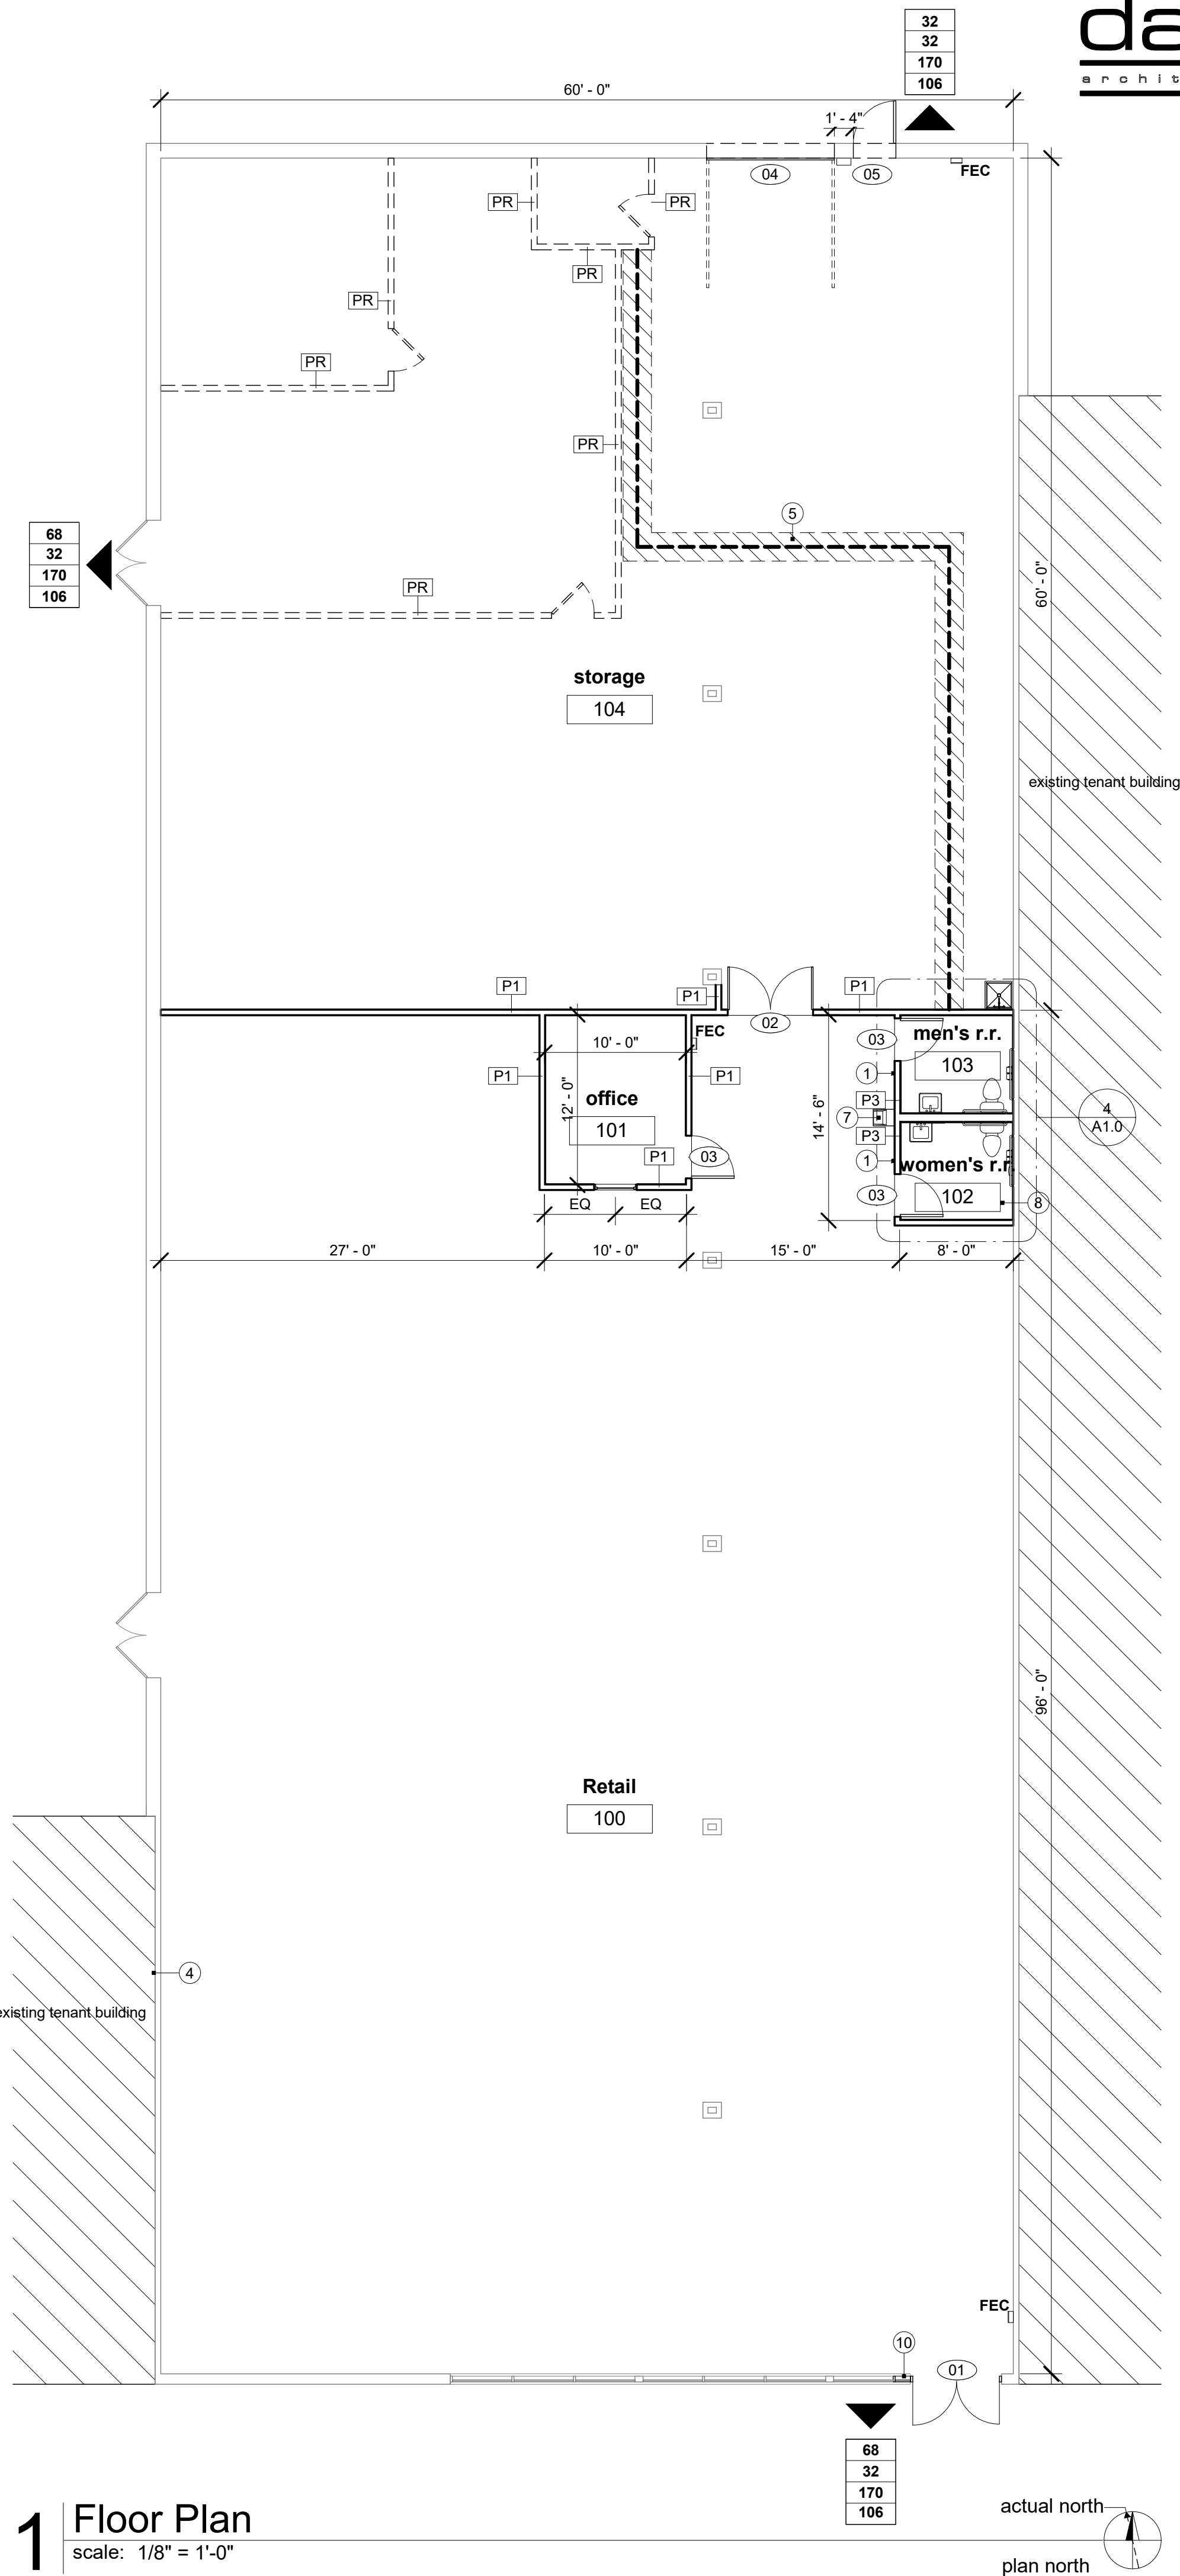 32
32
170
106
da
archit
60' - 0"
1' - 4"
04
05
FEC
PR
PR
PR
PR
PR
PR
5
68
32
170
106
60' - 0"
PR
storage
104
existing tenant building
P1
P1
P1
02
FEC
03
men's r.r.
10' - 0"
103
P1
P1
1
12' - 0"
office
P3
101
14' - 6"
7
4
A1.0
P3
P1
03
1
women's r.r.
03
102
8
EQ
EQ
27' - 0"
10' - 0"
15' - 0"
8' - 0"
96' - 0"
Retail
100
4
existing tenant building
FEC
10
01
68
32
170
106
1
Floor Plan
scale: 1/8" = 1'-0"
actual north
plan north